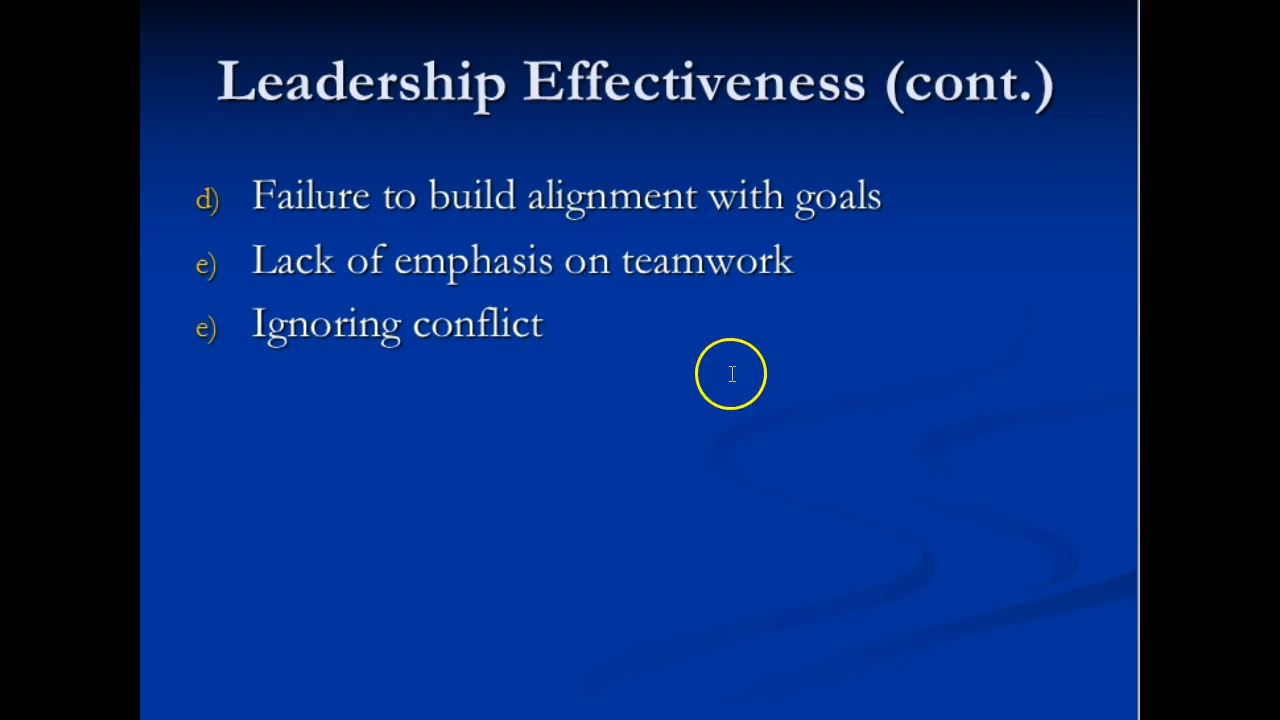 Leadership Effectiveness (cont.)
d) Failure to build alignment with goals
e) Lack of emphasis on teamwork
e) Ignoring conflict